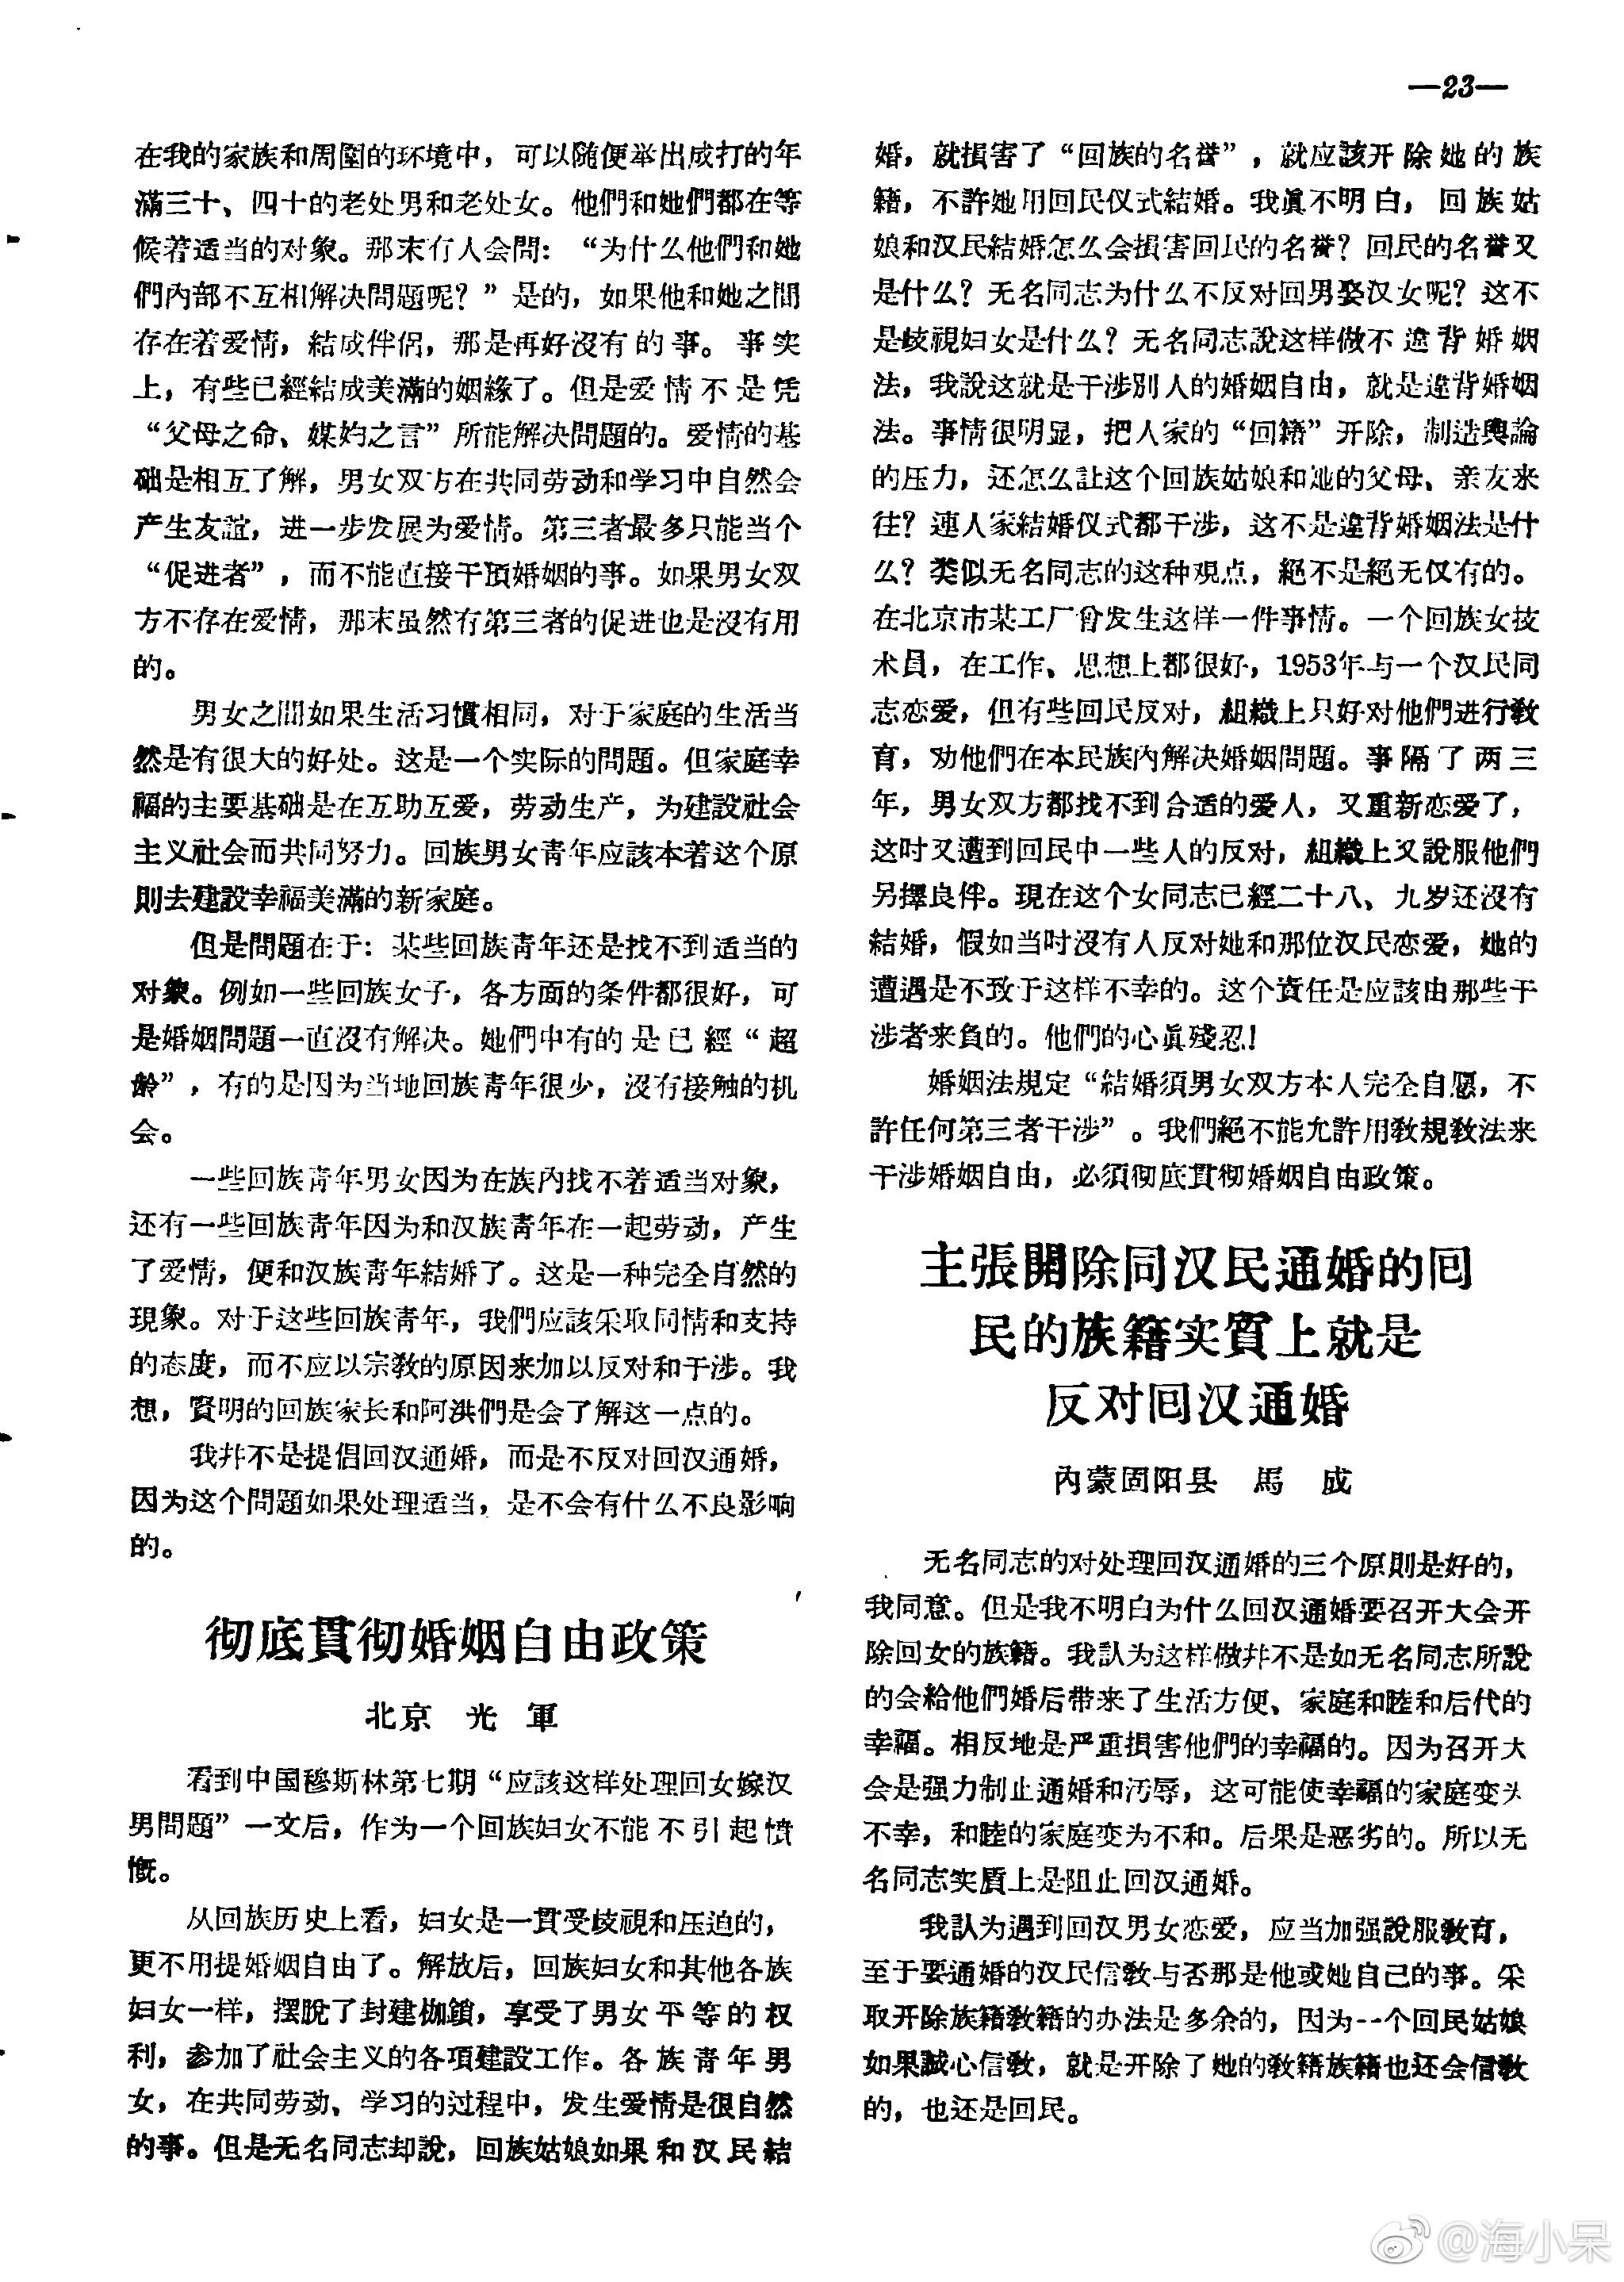 —23—
在我的家族和周圍的环境中，可以随便举出成打的年
滿三十、四十的老处男和老处女。他們和她們都在等
候着适当的对象。那末有人会問：“为什么他們和她
們內部不互相解决問題呢？”是的，如果他和她之間
存在着爱情，結成伴侶，那是再好沒有的事。事实
上，有些已經結成美滿的姻緣了。但是爱情不是凭
“父母之命、媒妁之言”所能解决問題的。爱情的基
础是相互了解，男女双方在共同劳动和学习中自然会
产生友誼，进一步发展为爱情。第三者最多只能当个
“促进者”，而不能直接干預婚姻的事。如果男女双
方不存在爱情，那末虽然有第三者的促进也是沒有用
的。
男女之間如果生活习慣相同，对于家庭的生活当
然是有很大的好处。这是一个实际的問題。但家庭幸
福的主要基础是在互助互爱，劳动生产，为建設社会
主义社会而共同努力。回族男女青年应該本着这个原
則去建設幸福美滿的新家庭。
但是問題在于：某些回族青年还是找不到适当的
对象。例如一些回族女子，各方面的条件都很好，可
是婚姻問題一直沒有解决。她們中有的是已經“超
龄”，有的是因为当地回族青年很少，沒有接触的机
会。
一些回族青年男女因为在族内找不着适当对象，
还有一些回族青年因为和汉族青年在一起劳动，产生
了爱情，便和汉族青年結婚了。这是一种完全自然的
現象。对于这些回族青年，我們应該采取同情和支持
的态度，而不应以宗教的原因来加以反对和干涉。我
想，賢明的回族家长和阿洪們是会了解这一点的。
我幷不是提倡回汉通婚，而是不反对回汉通婚，
因为这个問題如果处理适当，是不会有什么不良影响
的。
彻底貫彻婚姻自由政策
北京　光　軍
看到中国穆斯林第七期“应該这样处理回女嫁汉
男問題”一文后，作为一个回族妇女不能不引起愤
慨。
从回族历史上看，妇女是一貫受歧視和压迫的，
更不用提婚姻自由了。解放后，回族妇女和其他各族
妇女一样，摆脫了封建枷鎖，享受了男女平等的权
利，参加了社会主义的各項建設工作。各族青年男
女，在共同劳动、学习的过程中，发生爱情是很自然
的事。但是无名同志却說，回族姑娘如果和汉民結
婚，就损害了“回族的名誉”，就应該开除她的族
籍，不許她用回民仪式結婚。我眞不明白，回族姑
娘和汉民結婚怎么会损害回民的名誉？回民的名誉又
是什么？无名同志为什么不反对回男娶汉女呢？这不
是歧視妇女是什么？无名同志說这样做不違背婚姻
法，我說这就是干涉別人的婚姻自由，就是違背婚姻
法。事情很明显，把人家的“回籍”开除，制造輿論
的压力，还怎么让这个回族姑娘和她的父母、亲友来
往？連人家結婚仪式都干涉，这不是違背婚姻法是什
么？类似无名同志的这种观点，絕不是絕无仅有的。
在北京市某工厂曾发生这样一件事情。一个回族女技
术員，在工作、思想上都很好，1953年与一个汉民同
志恋爱，但有些回民反对，組織上只好对他們进行敎
育，劝他們在本民族內解决婚姻問題。事隔了两三
年，男女双方都找不到合适的爱人，又重新恋爱了，
这时又遭到回民中一些人的反对，組織上又說服他們
另擇良伴。現在这个女同志已經二十八、九岁还沒有
結婚，假如当时沒有人反对她和那位汉民恋爱，她的
遭遇是不致于这样不幸的。这个責任是应該由那些干
涉者来負的。他們的心眞殘忍！
婚姻法規定“結婚須男女双方本人完全自愿，不
許任何第三者干涉”。我們絕不能允許用敎規敎法来
干涉婚姻自由，必須彻底貫彻婚姻自由政策。
主張開除同汉民通婚的回
民的族籍实質上就是
反对回汉通婚
內蒙固阳县　馬　成
无名同志的对处理回汉通婚的三个原則是好的，
我同意。但是我不明白为什么回汉通婚要召开大会开
除回女的族籍。我認为这样做幷不是如无名同志所說
的会給他們婚后带来了生活方便、家庭和睦和后代的
幸福。相反地是严重损害他們的幸福的。因为召开大
会是强力制止通婚和汚辱，这可能使幸福的家庭变为
不幸，和睦的家庭变为不和。后果是恶劣的。所以无
名同志实質上是阻止回汉通婚。
我認为遇到回汉男女恋爱，应当加强說服敎育，
至于要通婚的汉民信敎与否那是他或她自己的事。采
取开除族籍敎籍的办法是多余的，因为一个回民姑娘
如果誠心信敎，就是开除了她的敎籍族籍也还会信敎
的，也还是回民。
@海小呆